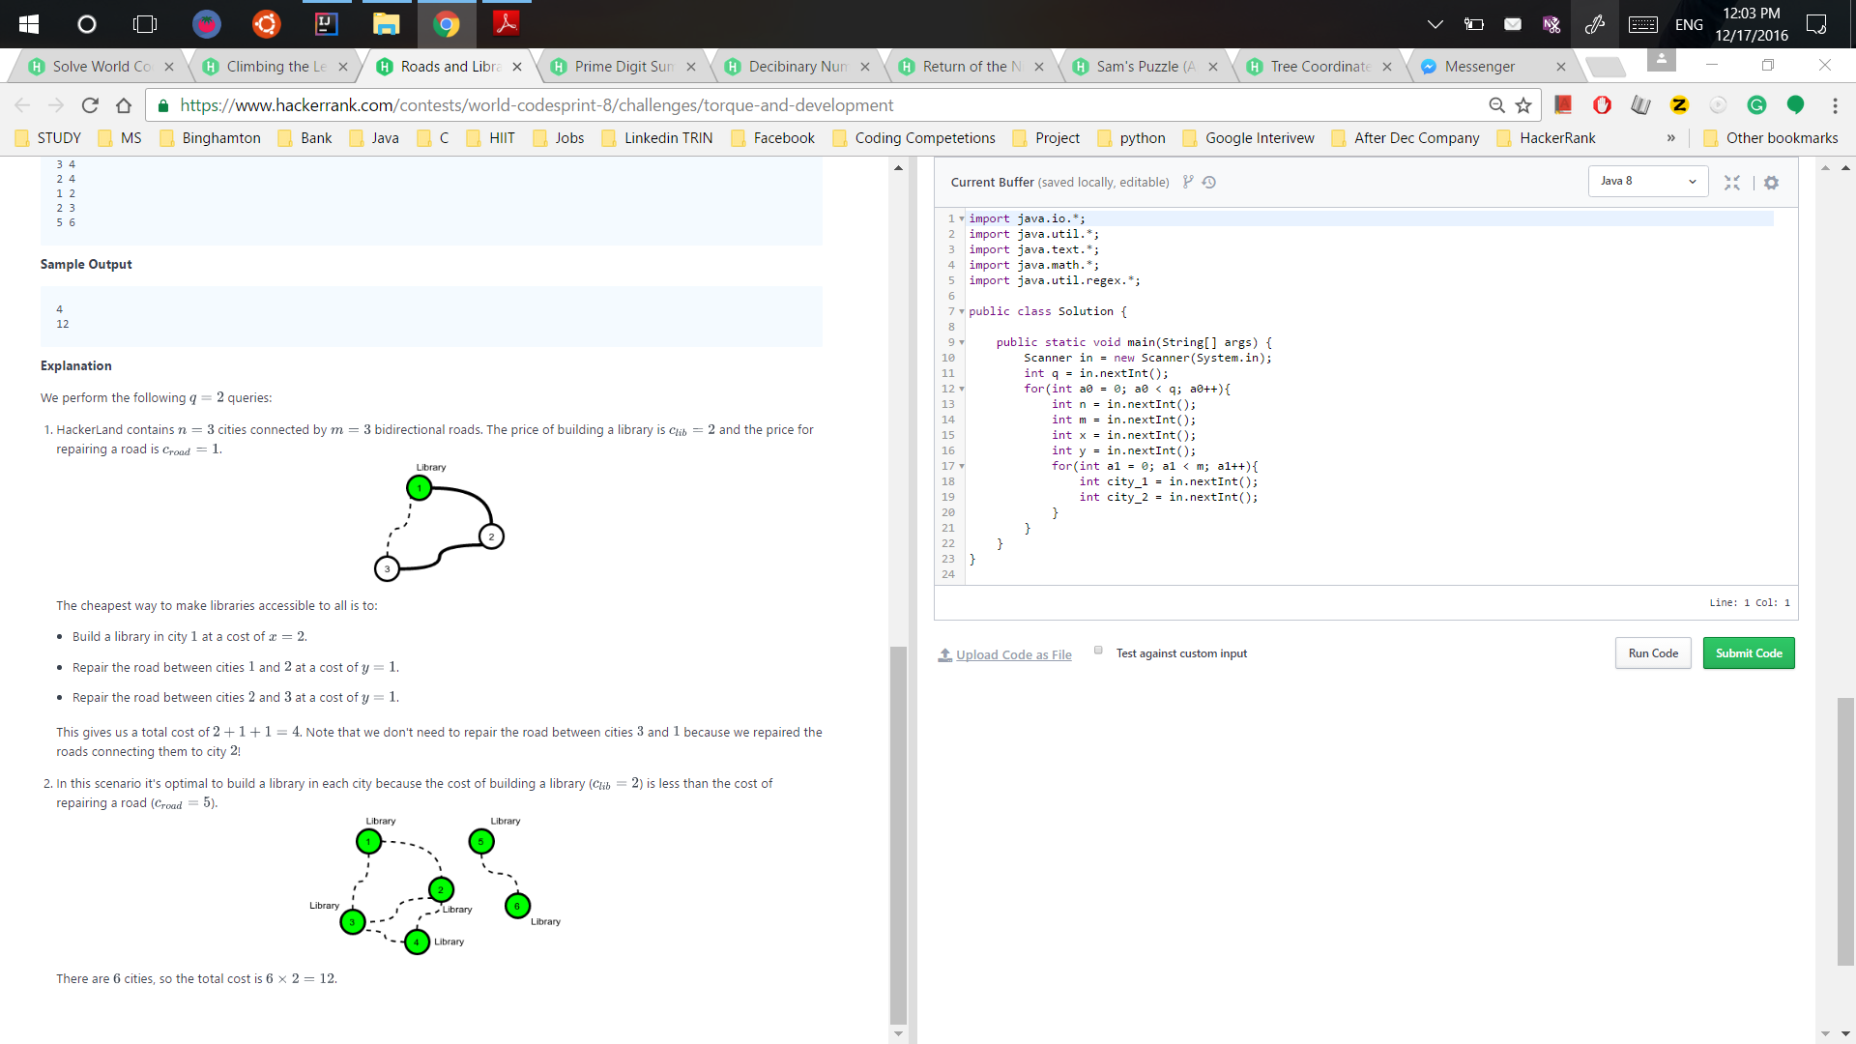 ENG
12:03 PM
12/17/2016
Solve World Co
Climbing the Le
Roads and Libra
Prime Digit Sum
Decibinary Num
Return of the N
Sam's Puzzle (A
Tree Coordinate
Messenger
https://www.hackerrank.com/contests/world-codesprint-8/challenges/torque-and-development
STUDY
MS
Binghamton
Bank
Java
C
HIIT
Jobs
Linkedin TRIN
Facebook
Coding Competetions
Project
python
Google Interivew
After Dec Company
HackerRank
»
Other bookmarks
3 4
2 4
1 2
2 3
5 6
Sample Output
4
12
Explanation
We perform the following q = 2 queries:
1. HackerLand contains n = 3 cities connected by m = 3 bidirectional roads. The price of building a library is c_lib = 2 and the price for
repairing a road is c_road = 1.
Library
1
2
3
The cheapest way to make libraries accessible to all is to:
• Build a library in city 1 at a cost of x = 2.
• Repair the road between cities 1 and 2 at a cost of y = 1.
• Repair the road between cities 2 and 3 at a cost of y = 1.
This gives us a total cost of 2 + 1 + 1 = 4. Note that we don't need to repair the road between cities 3 and 1 because we repaired the
roads connecting them to city 2!
2. In this scenario it's optimal to build a library in each city because the cost of building a library (c_lib = 2) is less than the cost of
repairing a road (c_road = 5).
Library
Library
1
5
2
Library
Library
6
3
Library
4
Library
There are 6 cities, so the total cost is 6 × 2 = 12.
Current Buffer (saved locally, editable)
Java 8
1 import java.io.*;
2 import java.util.*;
3 import java.text.*;
4 import java.math.*;
5 import java.util.regex.*;
6
7 public class Solution {
8
9     public static void main(String[] args) {
10         Scanner in = new Scanner(System.in);
11         int q = in.nextInt();
12         for(int a0 = 0; a0 < q; a0++){
13             int n = in.nextInt();
14             int m = in.nextInt();
15             int x = in.nextInt();
16             int y = in.nextInt();
17             for(int a1 = 0; a1 < m; a1++){
18                 int city_1 = in.nextInt();
19                 int city_2 = in.nextInt();
20             }
21         }
22     }
23 }
24
Line: 1 Col: 1
Upload Code as File
Test against custom input
Run Code
Submit Code